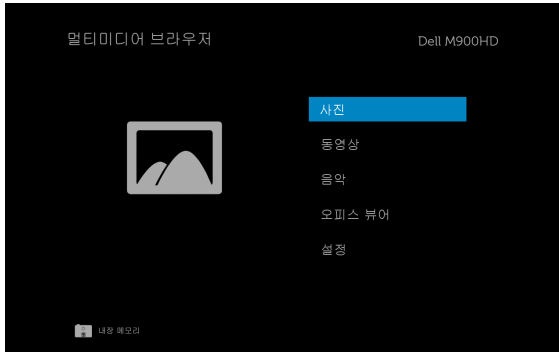 멀티미디어 브라우저
Dell M900HD
사진
동영상
음악
오피스 뷰어
설정
내장 메모리